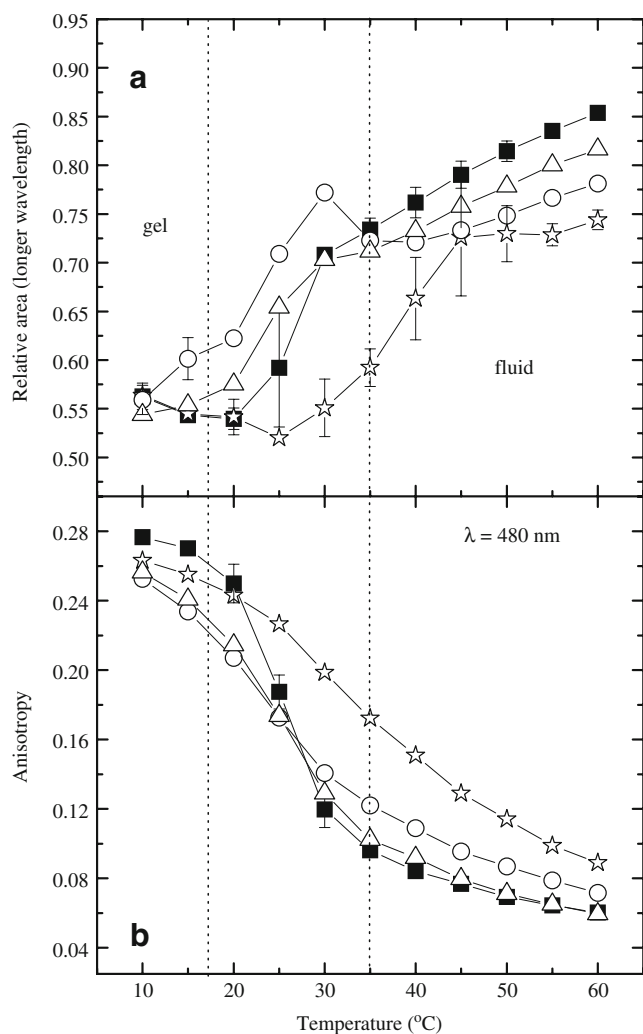 0.95
0.90
0.85
0.80
0.75
0.70
0.65
0.60
0.55
0.50
Relative area (longer wavelength)
a
gel
fluid
0.28
0.24
0.20
0.16
0.12
0.08
0.04
Anisotropy
λ = 480 nm
b
10 20 30 40 50 60
Temperature (°C)